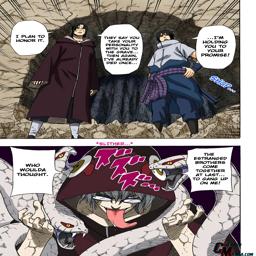 ...
I'M
HOLDING
YOU TO
YOUR
PROMISE!
THEY SAY YOU
TAKE YOUR
PERSONALITY
WITH YOU TO
THE GRAVE...
THEN AGAIN,
I'VE ALREADY
DIED ONCE...
I PLAN TO
HONOR IT.
*SLITHER...*
THE
ESTRANGED
BROTHERS
COME
TOGETHER
AT LAST...
TO GANG UP
ON ME!
WHO
WOULDA
THOUGHT.